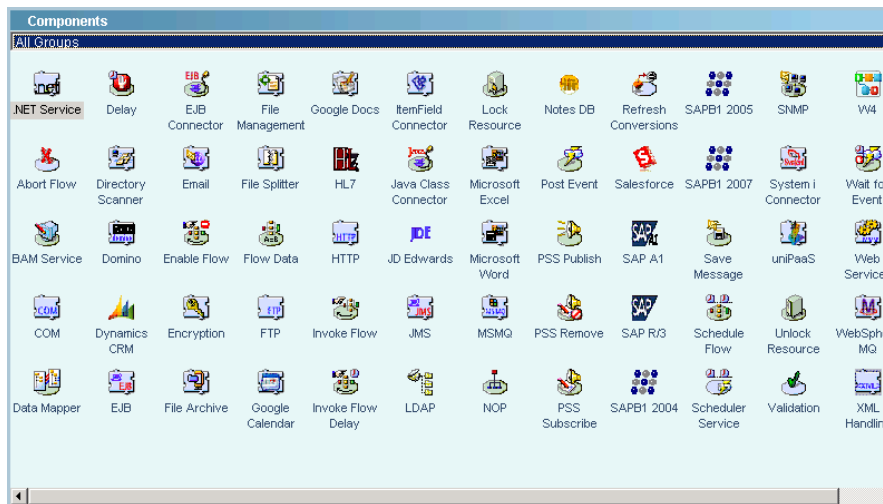 Components
All Groups
.NET Service Delay EJB File Google Docs ItemField Lock Notes DB Refresh SAPB1 2005 SNMP W4
Connector Management Connector Resource Conversions
Abort Flow Directory Email File Splitter HL7 Java Class Microsoft Post Event Salesforce SAPB1 2007 System i Wait fo
Scanner Connector Excel Connector Event
BAM Service Domino Enable Flow Flow Data HTTP JD Edwards Microsoft PSS Publish SAP A1 Save uniPaaS Web
Word Message Service
COM Dynamics Encryption FTP Invoke Flow JMS MSMQ PSS Remove SAP R/3 Schedule Unlock WebSph
CRM Flow Resource MQ
Data Mapper EJB File Archive Google Invoke Flow LDAP NOP PSS SAPB1 2004 Scheduler Validation XML
Calendar Delay Subscribe Service Handlin